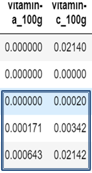 vitamin- vitamin-
a_100g c_100g
0.000000 0.02140
0.000000 0.00000
0.000000 0.00020
0.000171 0.00342
0.000643 0.02142